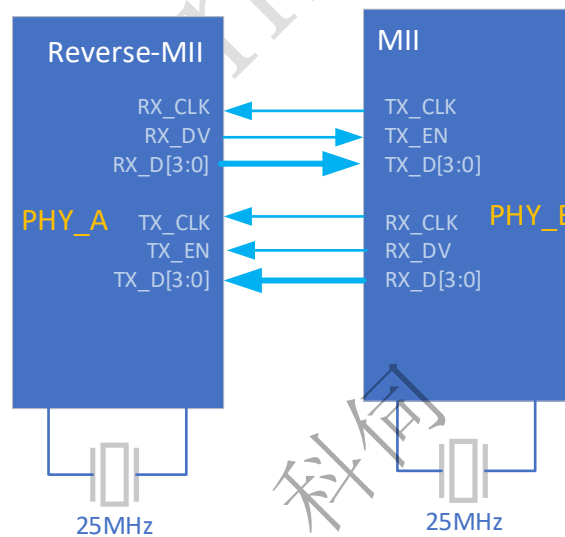 Reverse-MII
RX_CLK
RX_DV
RX_D[3:0]
PHY_A
TX_CLK
TX_EN
TX_D[3:0]
25MHz
MII
TX_CLK
TX_EN
TX_D[3:0]
RX_CLK
PHY_
RX_DV
RX_D[3:0]
25MHz
科伺